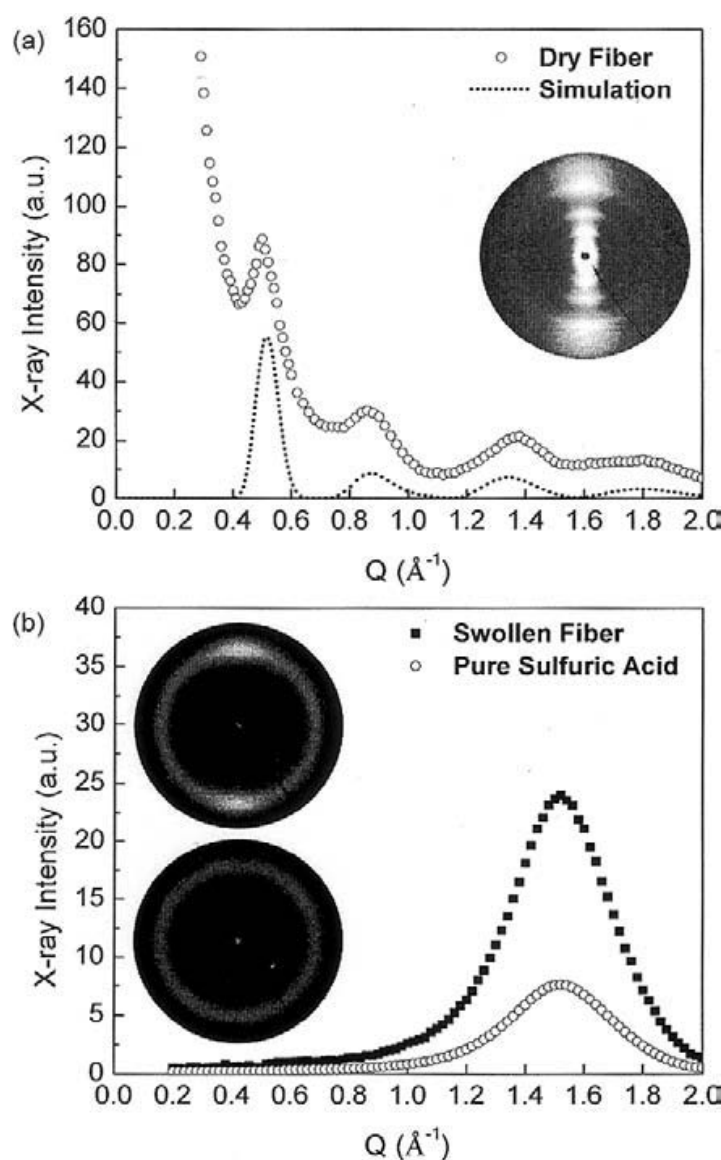 (a)
Dry Fiber
Simulation
X-ray Intensity (a.u.)
160
140
120
100
80
60
40
20
0
0.0 0.2 0.4 0.6 0.8 1.0 1.2 1.4 1.6 1.8 2.0
Q (Å⁻¹)
(b)
Swollen Fiber
Pure Sulfuric Acid
X-ray Intensity (a.u.)
40
35
30
25
20
15
10
5
0
0.0 0.2 0.4 0.6 0.8 1.0 1.2 1.4 1.6 1.8 2.0
Q (Å⁻¹)